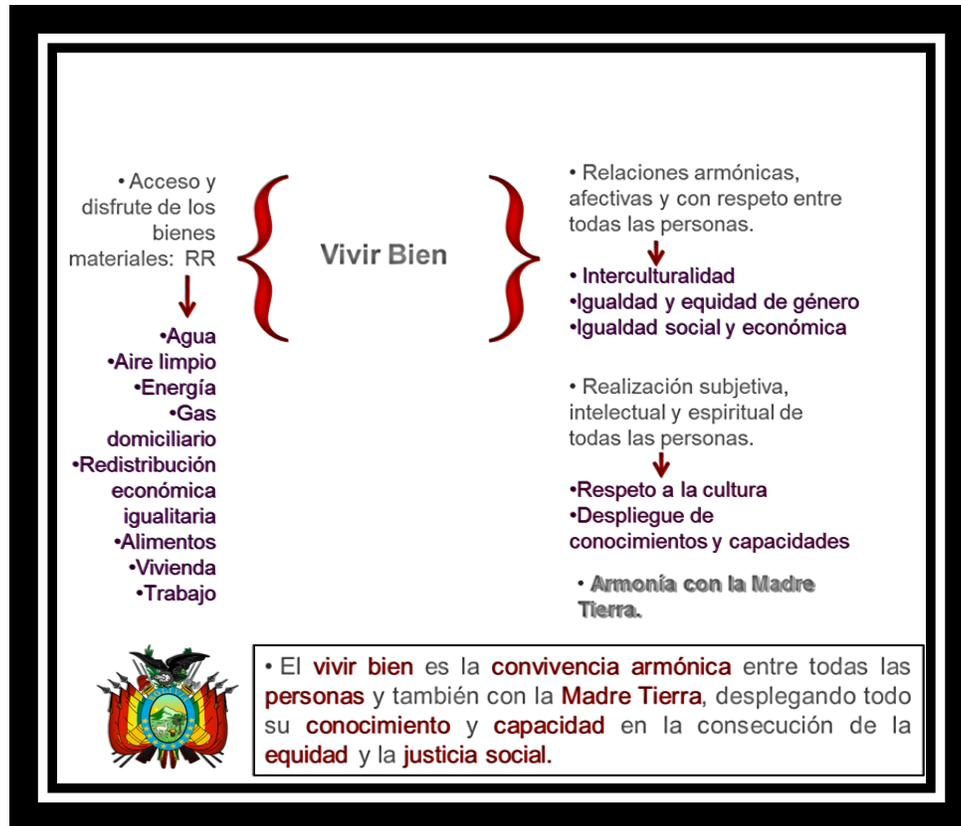 • Acceso y
disfrute de los
bienes
materiales: RR
•Agua
•Aire limpio
•Energía
•Gas
domiciliario
•Redistribución
económica
igualitaria
•Alimentos
•Vivienda
•Trabajo
Vivir Bien
• Relaciones armónicas,
afectivas y con respeto entre
todas las personas.
• Interculturalidad
•Igualdad y equidad de género
•Igualdad social y económica
• Realización subjetiva,
intelectual y espiritual de
todas las personas.
•Respeto a la cultura
•Despliegue de
conocimientos y capacidades
• Armonía con la Madre
Tierra.
• El vivir bien es la convivencia armónica entre todas las
personas y también con la Madre Tierra, desplegando todo
su conocimiento y capacidad en la consecución de la
equidad y la justicia social.